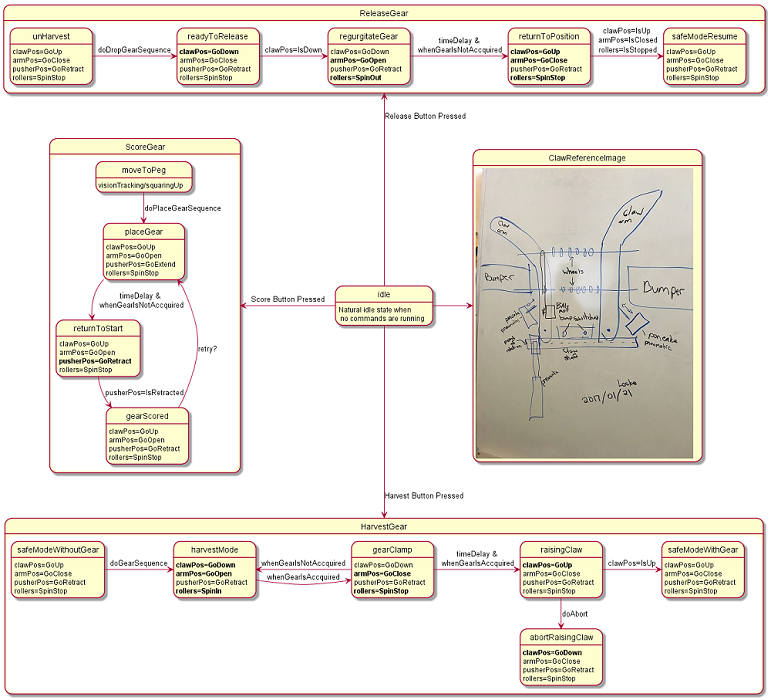 ReleaseGear
unHarvest
clawPos=GoUp
armPos=GoClose
pusherPos=GoRetract
rollers=SpinStop
doDropGearSequence
readyToRelease
clawPos=GoDown
armPos=GoClose
pusherPos=GoRetract
rollers=SpinStop
clawPos=IsDown
regurgitateGear
clawPos=GoDown
armPos=GoOpen
pusherPos=GoRetract
rollers=SpinOut
timeDelay &
whenGearIsNotAccquired
returnToPosition
clawPos=GoUp
armPos=GoClose
pusherPos=GoRetract
rollers=SpinStop
clawPos=IsUp
armPos=IsClosed
rollers=IsStopped
safeModeResume
clawPos=GoUp
armPos=GoClose
pusherPos=GoRetract
rollers=SpinStop
Release Button Pressed
ScoreGear
moveToPeg
visionTracking/squaringUp
doPlaceGearSequence
placeGear
clawPos=GoUp
armPos=GoOpen
pusherPos=GoExtend
rollers=SpinStop
timeDelay &
whenGearIsNotAccquired
returnToStart
clawPos=GoUp
armPos=GoOpen
pusherPos=GoRetract
rollers=SpinStop
retry?
pusherPos=IsRetracted
gearScored
clawPos=GoUp
armPos=GoOpen
pusherPos=GoRetract
rollers=SpinStop
Score Button Pressed
idle
Natural idle state when
no commands are running
ClawReferenceImage
Claw
arm
Claw
arm
Wheels
Bumper
Bumper
switches
pancake
pneumatic
Claw
pneumatic
2017/01/21
Harvest Button Pressed
HarvestGear
safeModeWithoutGear
clawPos=GoUp
armPos=GoClose
pusherPos=GoRetract
rollers=SpinStop
doGearSequence
harvestMode
clawPos=GoDown
armPos=GoOpen
pusherPos=GoRetract
rollers=SpinIn
whenGearIsNotAccquired
whenGearIsAccquired
gearClamp
clawPos=GoDown
armPos=GoClose
pusherPos=GoRetract
rollers=SpinStop
timeDelay &
whenGearIsAccquired
raisingClaw
clawPos=GoUp
armPos=GoClose
pusherPos=GoRetract
rollers=SpinStop
clawPos=IsUp
safeModeWithGear
clawPos=GoUp
armPos=GoClose
pusherPos=GoRetract
rollers=SpinStop
doAbort
abortRaisingClaw
clawPos=GoDown
armPos=GoClose
pusherPos=GoRetract
rollers=SpinStop